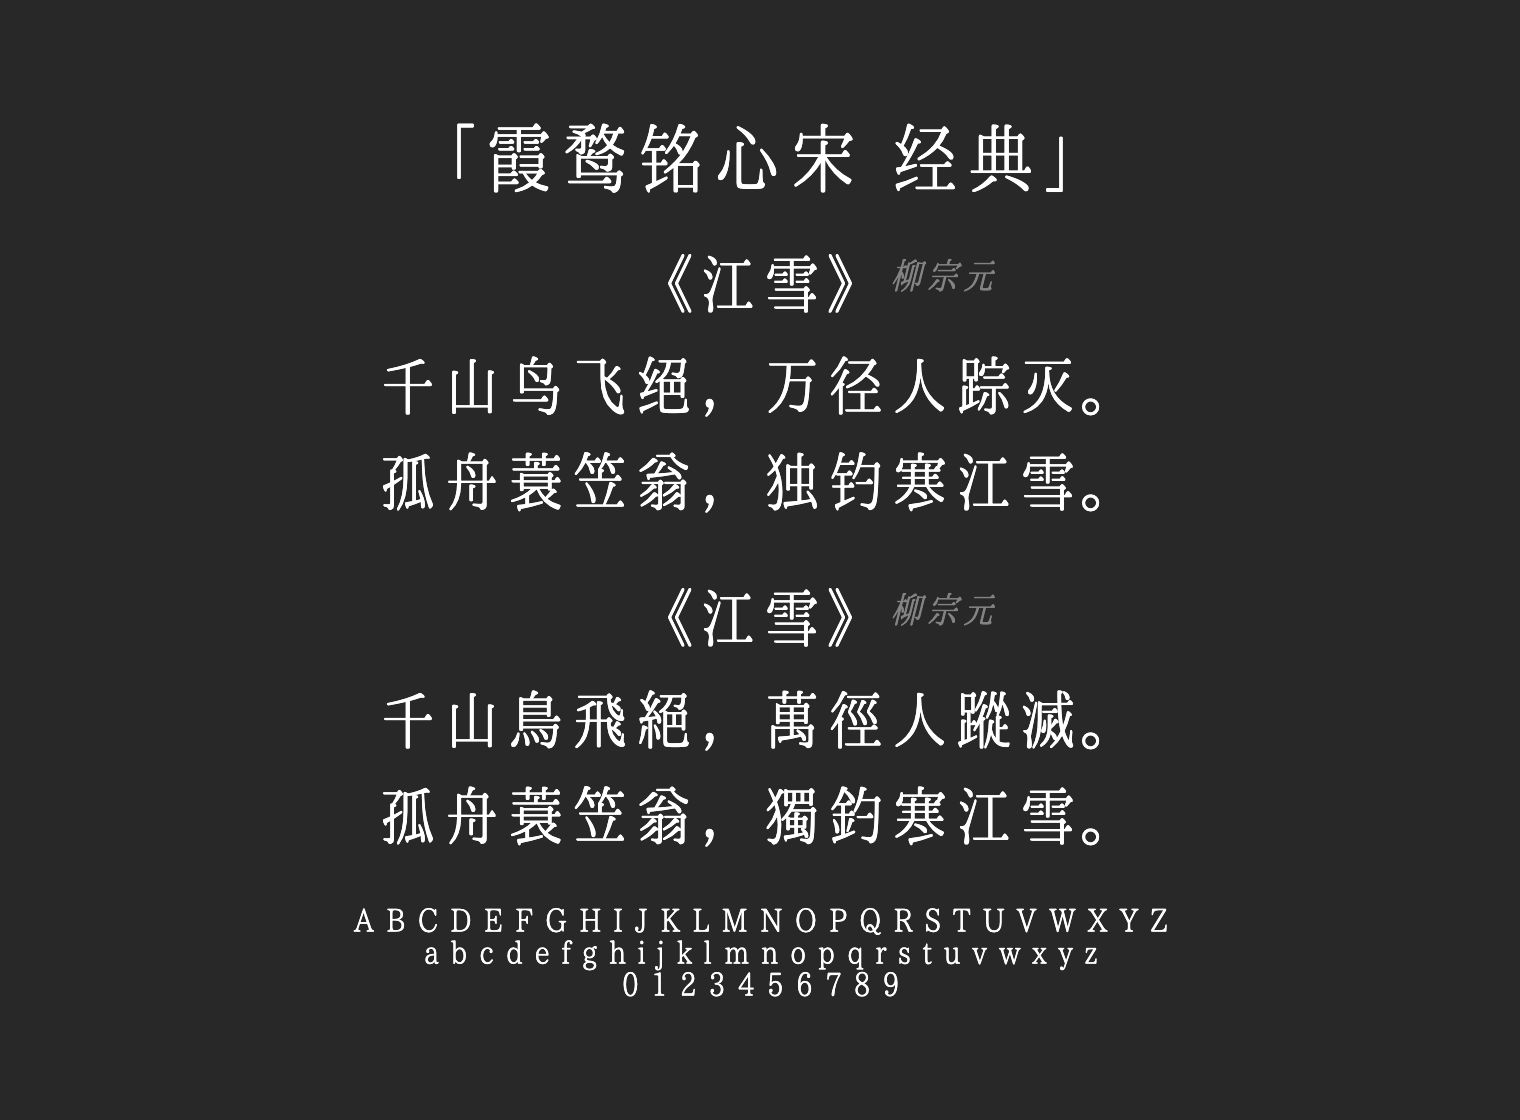 「霞鹜铭心宋 经典」
《江雪》 柳宗元
千山鸟飞绝，万径人踪灭。
孤舟蓑笠翁，独钓寒江雪。
《江雪》 柳宗元
千山鳥飛絕，萬徑人蹤滅。
孤舟蓑笠翁，獨釣寒江雪。
A B C D E F G H I J K L M N O P Q R S T U V W X Y Z
a b c d e f g h i j k l m n o p q r s t u v w x y z
0 1 2 3 4 5 6 7 8 9